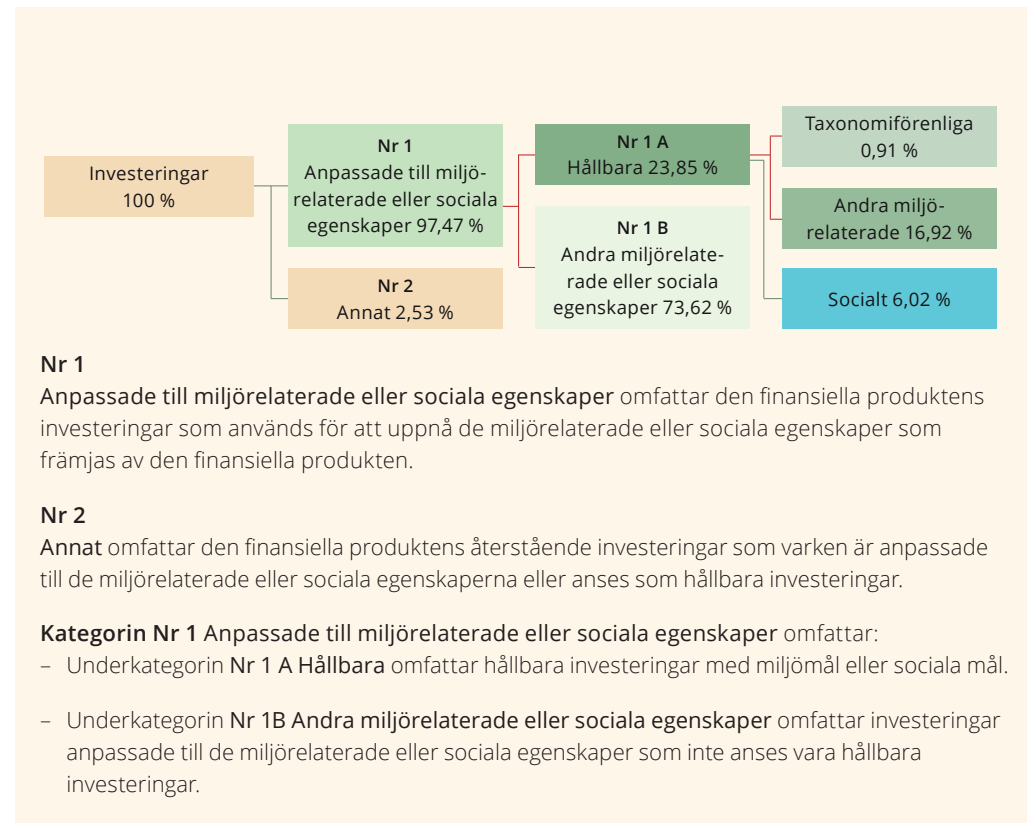 Investeringar
100 %
Nr 1
Anpassade till miljö-
relaterade eller sociala
egenskaper 97,47 %
Nr 2
Annat 2,53 %
Nr 1 A
Hållbara 23,85 %
Nr 1 B
Andra miljörelate-
rade eller sociala
egenskaper 73,62 %
Taxonomiförenliga
0,91 %
Andra miljö-
relaterade 16,92 %
Socialt 6,02 %
Nr 1
Anpassade till miljörelaterade eller sociala egenskaper omfattar den finansiella produktens
investeringar som används för att uppnå de miljörelaterade eller sociala egenskaper som
främjas av den finansiella produkten.
Nr 2
Annat omfattar den finansiella produktens återstående investeringar som varken är anpassade
till de miljörelaterade eller sociala egenskaperna eller anses som hållbara investeringar.
Kategorin Nr 1 Anpassade till miljörelaterade eller sociala egenskaper omfattar:
– Underkategorin Nr 1 A Hållbara omfattar hållbara investeringar med miljömål eller sociala mål.
– Underkategorin Nr 1B Andra miljörelaterade eller sociala egenskaper omfattar investeringar
anpassade till de miljörelaterade eller sociala egenskaper som inte anses vara hållbara
investeringar.